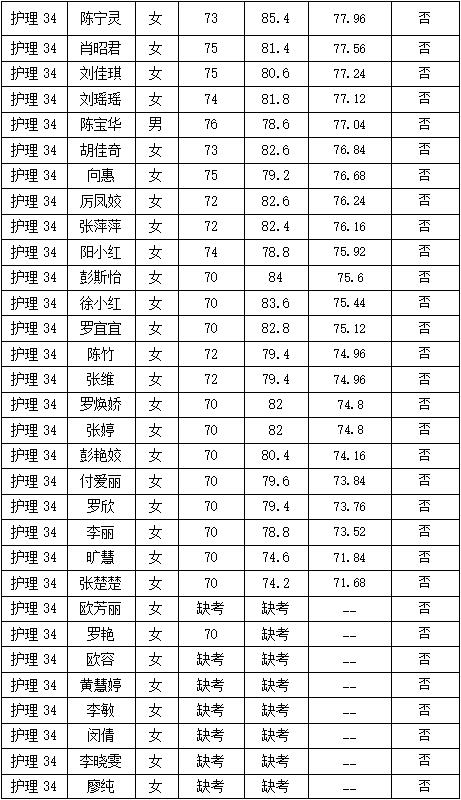 护理 34 陈宁灵 女 73 85.4 77.96 否
护理 34 肖昭君 女 75 81.4 77.56 否
护理 34 刘佳琪 女 75 80.6 77.24 否
护理 34 刘瑶瑶 女 74 81.8 77.12 否
护理 34 陈宝华 男 76 78.6 77.04 否
护理 34 胡佳奇 女 73 82.6 76.84 否
护理 34 向惠 女 75 79.2 76.68 否
护理 34 厉凤姣 女 72 82.6 76.24 否
护理 34 张萍萍 女 72 82.4 76.16 否
护理 34 阳小红 女 74 78.8 75.92 否
护理 34 彭斯怡 女 70 84 75.6 否
护理 34 徐小红 女 70 83.6 75.44 否
护理 34 罗宜宜 女 70 82.8 75.12 否
护理 34 陈竹 女 72 79.4 74.96 否
护理 34 张维 女 72 79.4 74.96 否
护理 34 罗焕娇 女 70 82 74.8 否
护理 34 张婷 女 70 82 74.8 否
护理 34 彭艳姣 女 70 80.4 74.16 否
护理 34 付爱丽 女 70 79.6 73.84 否
护理 34 罗欣 女 70 79.4 73.76 否
护理 34 李丽 女 70 78.8 73.52 否
护理 34 旷慧 女 70 74.6 71.84 否
护理 34 张楚楚 女 70 74.2 71.68 否
护理 34 欧芳丽 女 缺考 缺考 -- 否
护理 34 罗艳 女 70 缺考 -- 否
护理 34 欧容 女 缺考 缺考 -- 否
护理 34 黄慧婷 女 缺考 缺考 -- 否
护理 34 李敏 女 缺考 缺考 -- 否
护理 34 闵倩 女 缺考 缺考 -- 否
护理 34 李晓雯 女 缺考 缺考 -- 否
护理 34 廖纯 女 缺考 缺考 -- 否